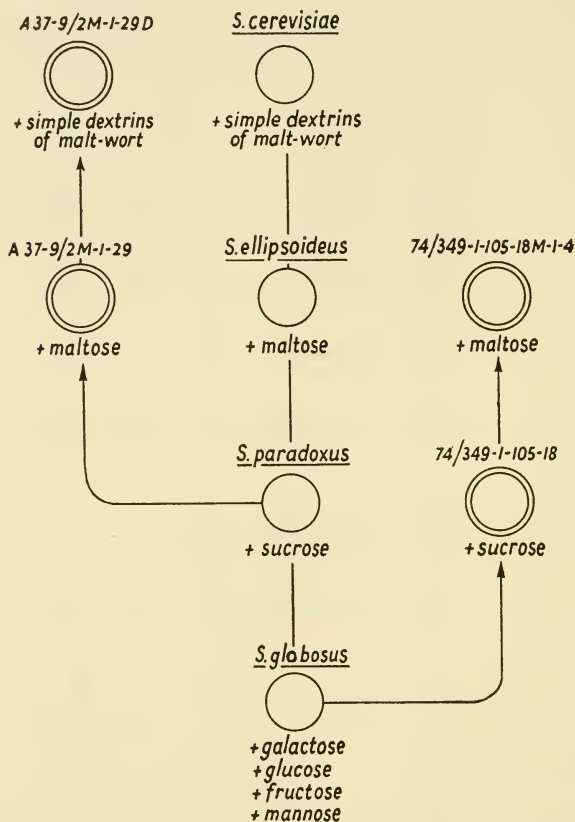 A 37-9/2M-1-29D
S. cerevisiae
+ simple dextrins
of malt-wort
+ simple dextrins
of malt-wort
A 37-9/2M-1-29
S. ellipsoideus
74/349-1-105-18M-1-4
+ maltose
+ maltose
+ maltose
S. paradoxus
74/349-1-105-18
+ sucrose
+ sucrose
S. globosus
+ galactose
+ glucose
+ fructose
+ mannose